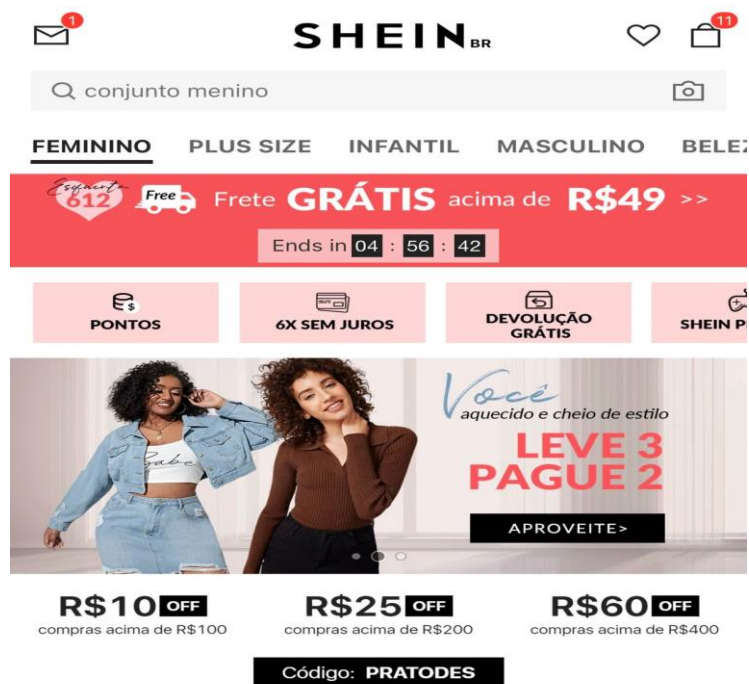 1
SHEIN BR
11
conjunto menino
FEMININO PLUS SIZE INFANTIL MASCULINO BELEZ
Esquenta
612
Free
Frete GRÁTIS acima de R$49 >>
Ends in 04 : 56 : 42
PONTOS
6X SEM JUROS
DEVOLUÇÃO
GRÁTIS
SHEIN P
Você
aquecido e cheio de estilo
LEVE 3
PAGUE 2
APROVEITE>
Babe
R$10 OFF R$25 OFF R$60 OFF
compras acima de R$100 compras acima de R$200 compras acima de R$400
Código: PRATODES